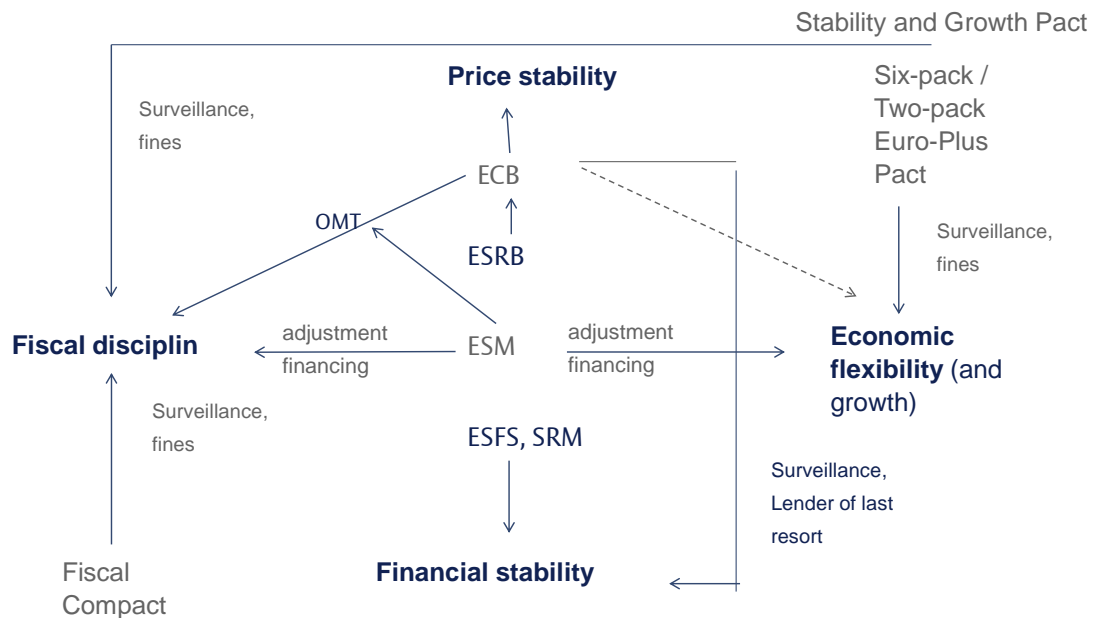 Stability and Growth Pact
Price stability
Six-pack /
Two-pack
Euro-Plus
Pact
Surveillance,
fines
ECB
OMT
ESRB
Surveillance,
fines
Fiscal disciplin
adjustment
financing
ESM
adjustment
financing
Economic
flexibility (and
growth)
Surveillance,
fines
ESFS, SRM
Surveillance,
Lender of last
resort
Fiscal
Compact
Financial stability